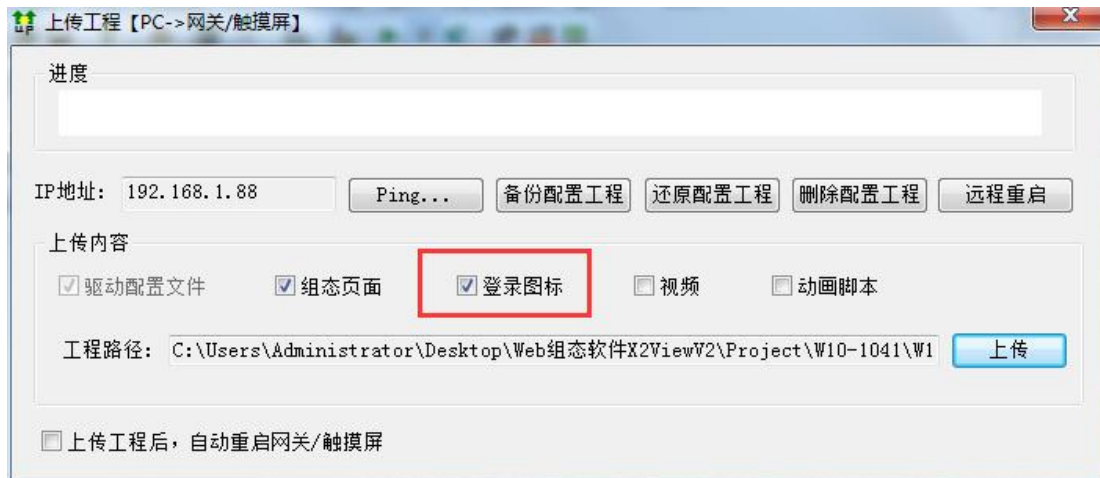 上传工程【PC->网关/触摸屏】
进度
IP地址: 192.168.1.88 Ping... 备份配置工程 还原配置工程 删除配置工程 远程重启
上传内容
驱动配置文件 组态页面 登录图标 视频 动画脚本
工程路径: C:\Users\Administrator\Desktop\Web组态软件X2ViewV2\Project\W10-1041\W1 上传
上传工程后，自动重启网关/触摸屏